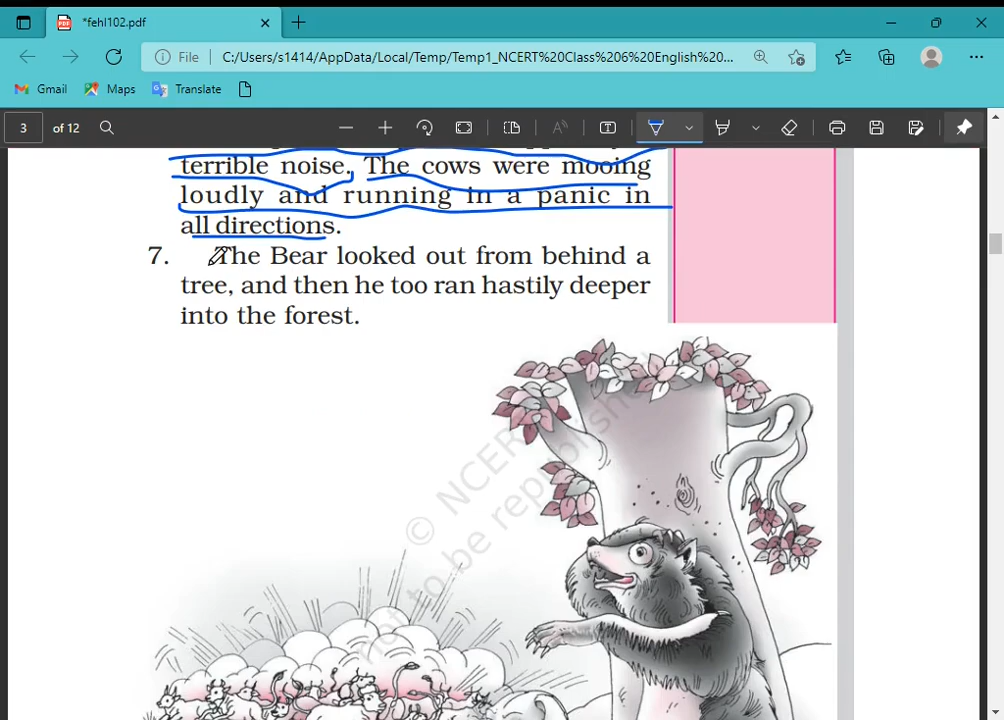 *fehl102.pdf
File C:/Users/s1414/AppData/Local/Temp/Temp1_NCERT%20Class%206%20English%20...
Gmail Maps Translate
3 of 12
terrible noise. The cows were mooing
loudly and running in a panic in
all directions.
7. The Bear looked out from behind a
tree, and then he too ran hastily deeper
into the forest.
© NCERT
not to be republished